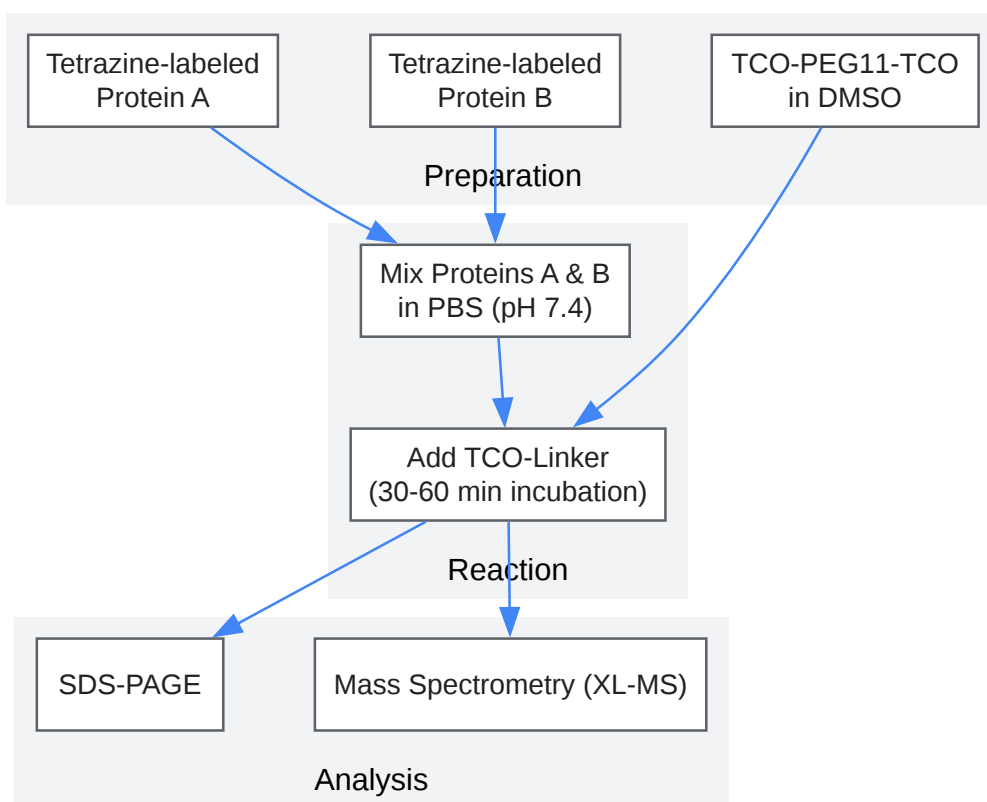 Tetrazine-labeled
Protein A
Tetrazine-labeled
Protein B
TCO-PEG11-TCO
in DMSO
Preparation
Mix Proteins A & B
in PBS (pH 7.4)
Add TCO-Linker
(30-60 min incubation)
Reaction
SDS-PAGE
Mass Spectrometry (XL-MS)
Analysis